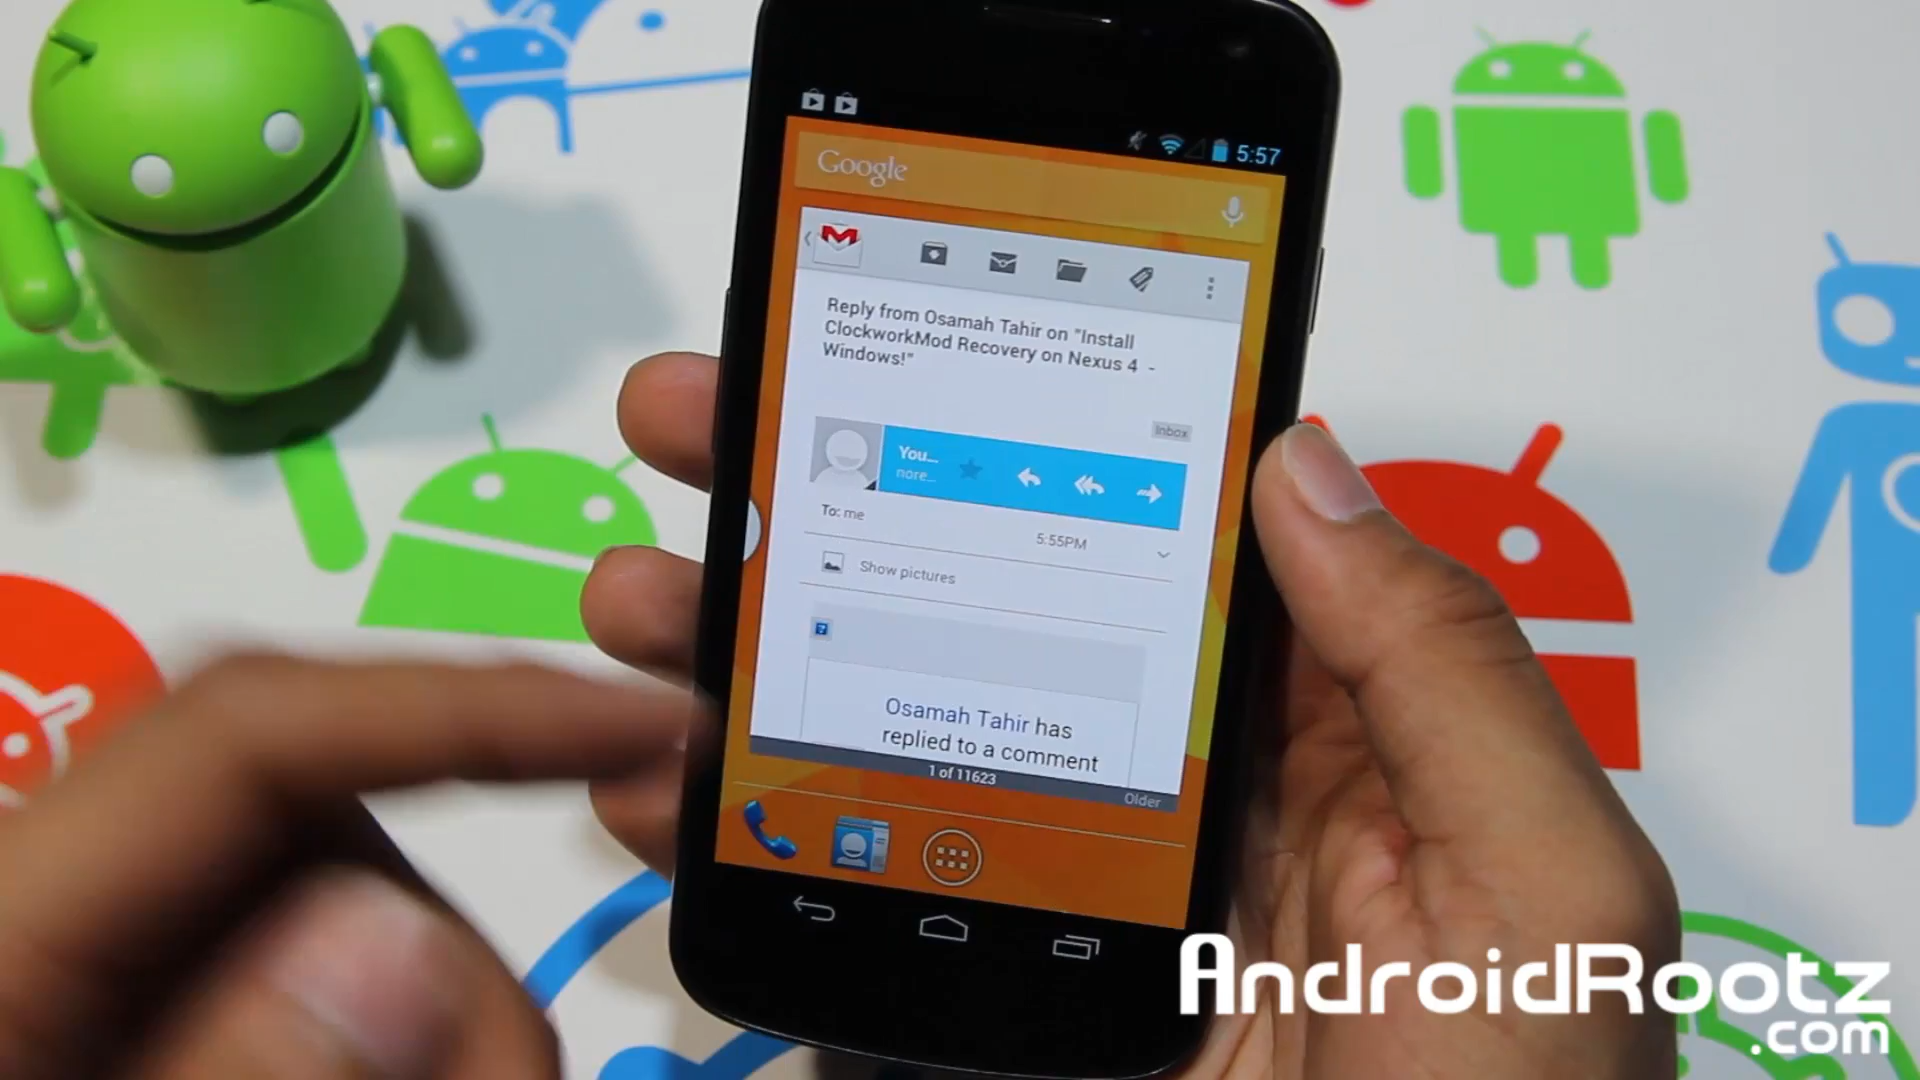 5:57
Google
Reply from Osamah Tahir on "Install
ClockworkMod Recovery on Nexus 4 -
Windows!"
Inbox
You...
nore...
To: me
5:55PM
Show pictures
Osamah Tahir has
replied to a comment
1 of 11623
Older
AndroidRootz
.com